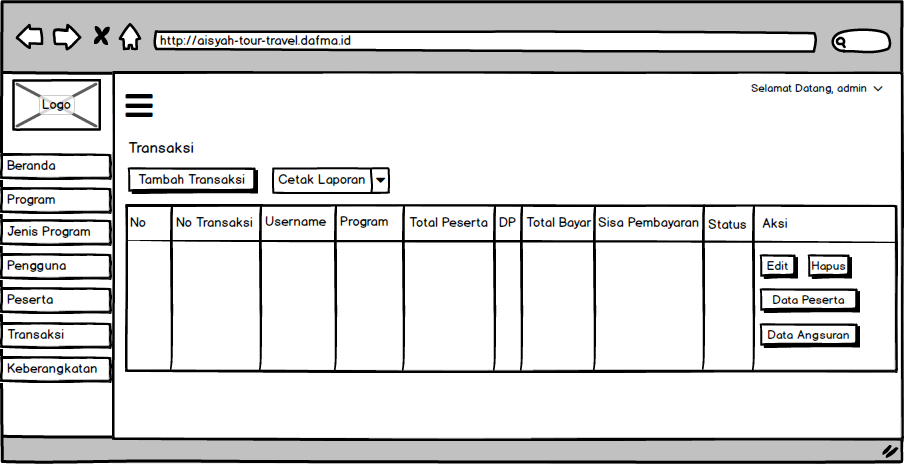 http://aisyah-tour-travel.dafma.id
Logo
Selamat Datang, admin
Beranda
Program
Jenis Program
Pengguna
Peserta
Transaksi
Keberangkatan
Transaksi
Tambah Transaksi
Cetak Laporan
No No Transaksi Username Program Total Peserta DP Total Bayar Sisa Pembayaran Status Aksi
Edit Hapus
Data Peserta
Data Angsuran